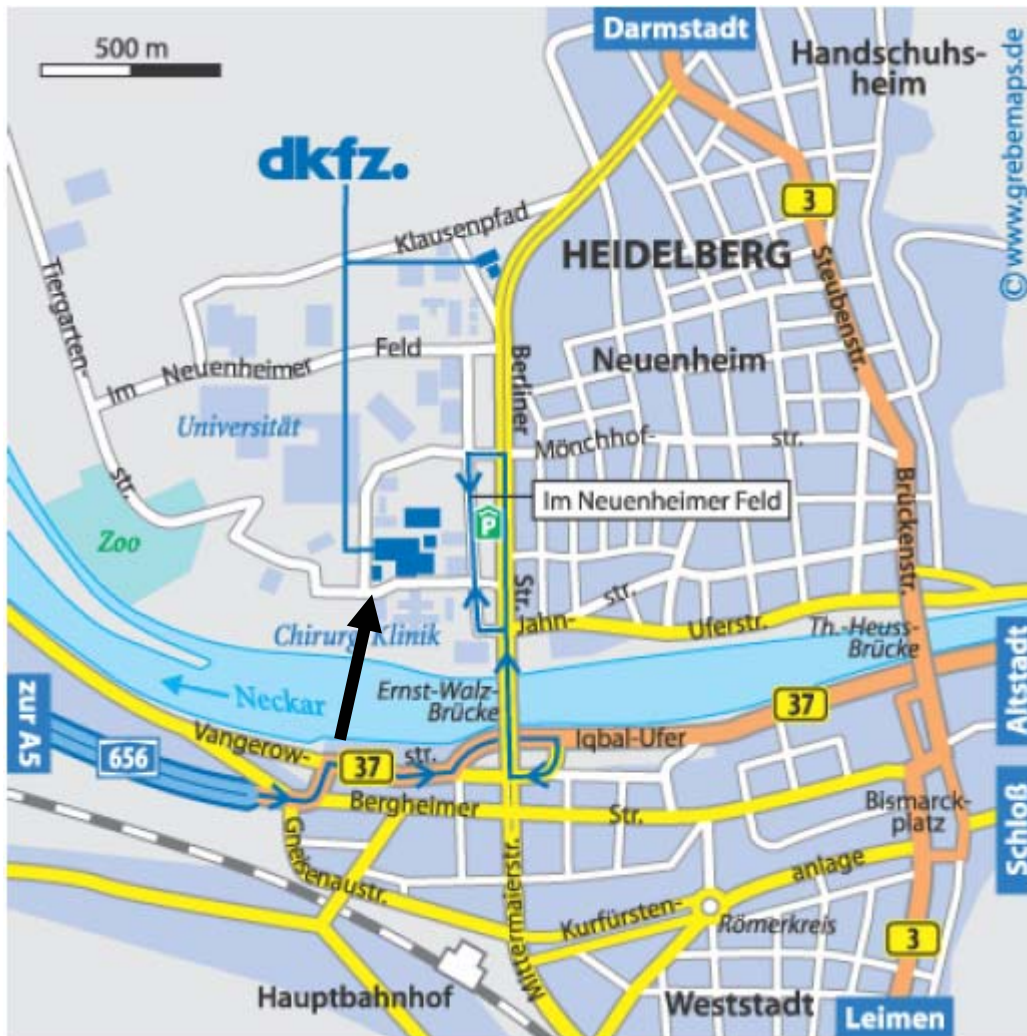 500 m
Darmstadt
Handschuhs-
heim
© www.grebemaps.de
dkfz.
3
Klausenpfad
HEIDELBERG
Tiergarten-
str.
Steubenstr.
Im Neuenheimer Feld
Berliner
Str.
Neuenheim
Universität
Mönchhof-
str.
Im Neuenheimer Feld
Brückenstr.
P
Zoo
Jahn-
str.
Uferstr.
Chirurg. Klinik
Th.-Heuss-
Brücke
Ernst-Walz-
Brücke
Neckar
Altstadt
zur A5
37
Vangerow-
str.
656
37
Iqbal-Ufer
Bergheimer
Str.
Bismarck-
platz
Schloß
Gneisenaustr.
Mittermaierstr.
Kurfürsten-
anlage
Römerkreis
3
Hauptbahnhof
Weststadt
Leimen